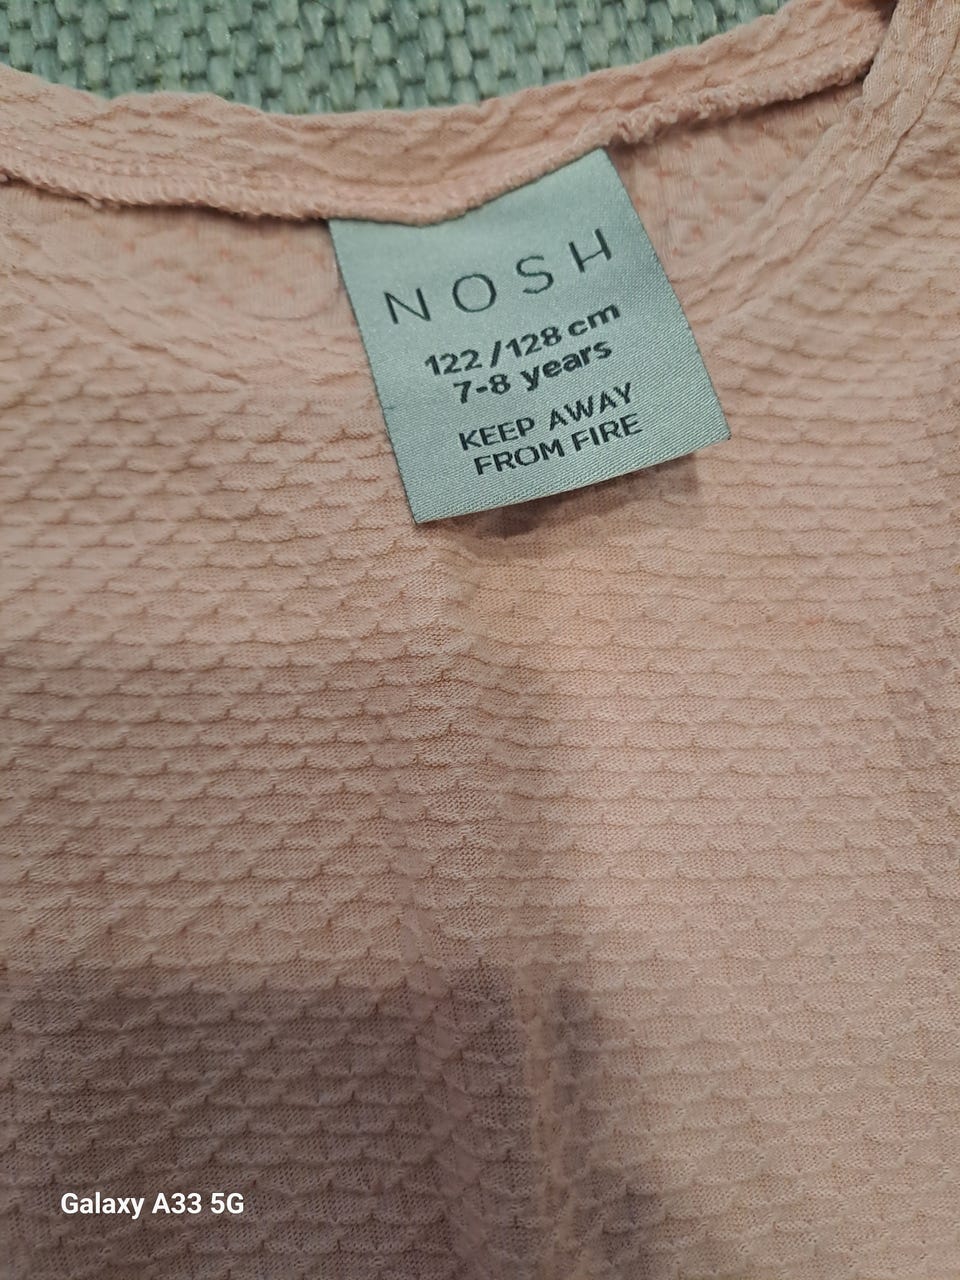 NOSH
122/128 cm
7-8 years
KEEP AWAY
FROM FIRE
Galaxy A33 5G